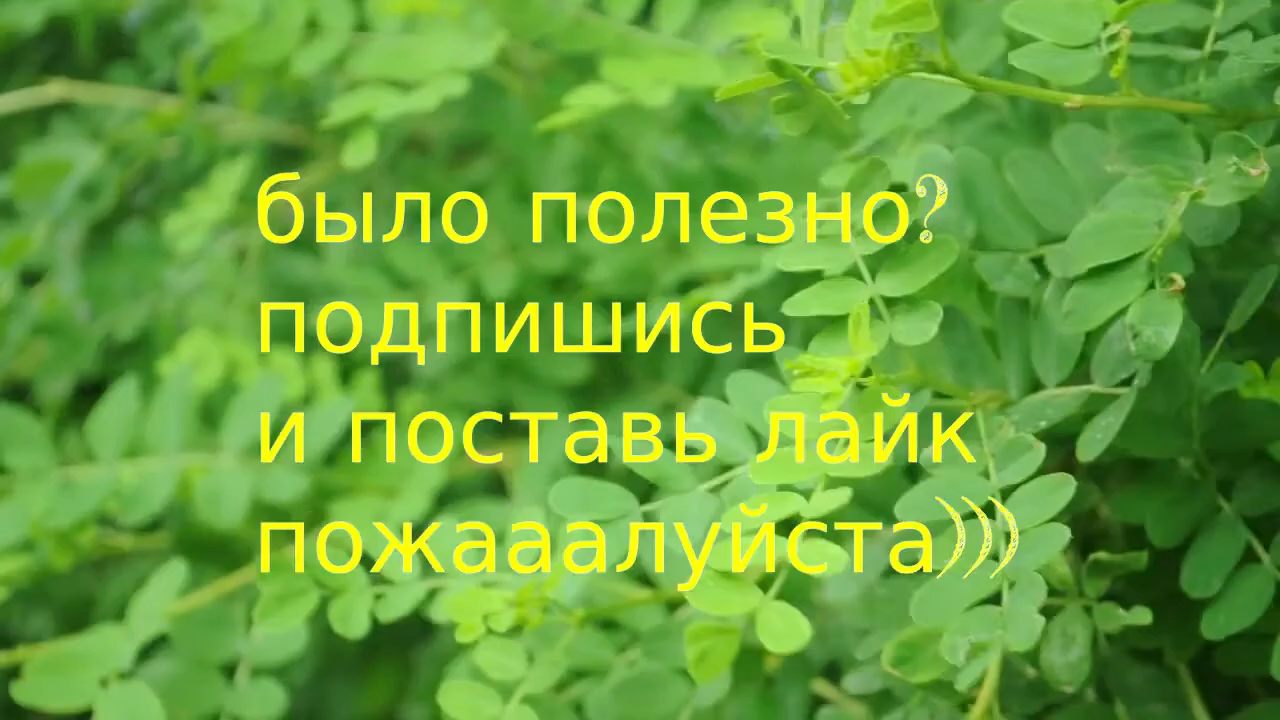 было полезно?
подпишись
и поставь лайк
пожааалуйста)))